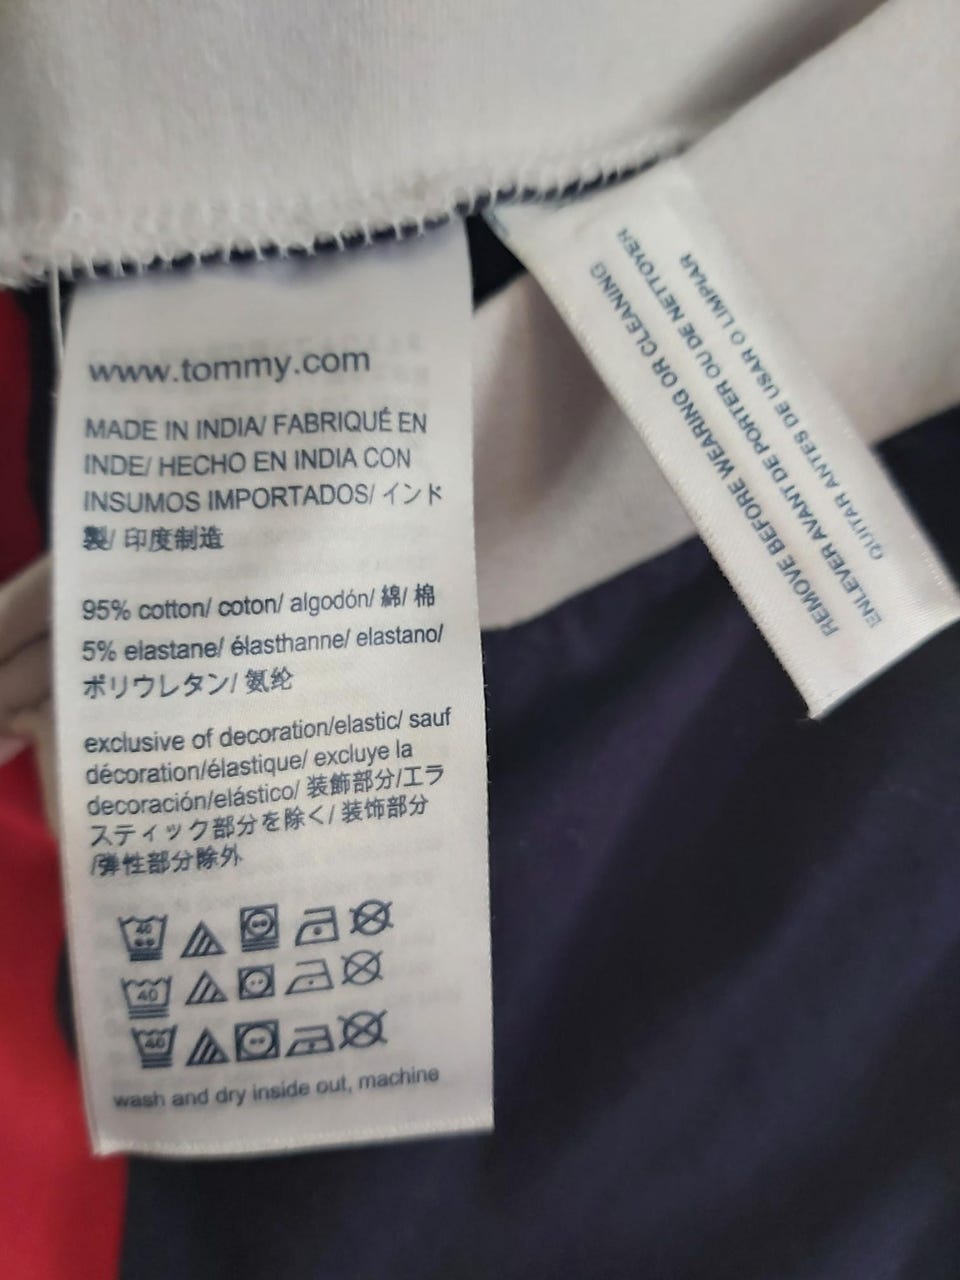 www.tommy.com
MADE IN INDIA/ FABRIQUÉ EN
INDE/ HECHO EN INDIA CON
INSUMOS IMPORTADOS/ インド
製/ 印度制造
95% cotton/ coton/ algodón/ 綿/ 棉
5% elastane/ élasthanne/ elastano/
ポリウレタン/ 氨纶
exclusive of decoration/elastic/ sauf
décoration/élastique/ excluye la
decoración/elástico/ 装飾部分/エラ
スティック部分を除く/ 装饰部分
/弹性部分除外
40
40
40
wash and dry inside out, machine
REMOVE BEFORE WEARING OR CLEANING
ENLEVER AVANT DE PORTER OU DE NETTOYER
QUITAR ANTES DE USAR O LIMPIAR